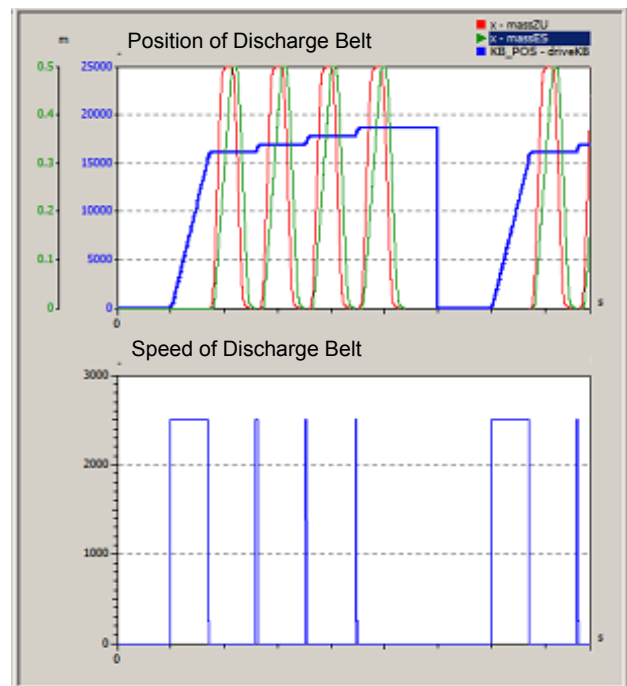 x - massZU
m Position of Discharge Belt x - massES
KB_POS - driveKB
0.5 25000
0.4 20000
0.3 15000
0.2 10000
0.1 5000
0 0
s
0
Speed of Discharge Belt
3000
2000
1000
0
s
0